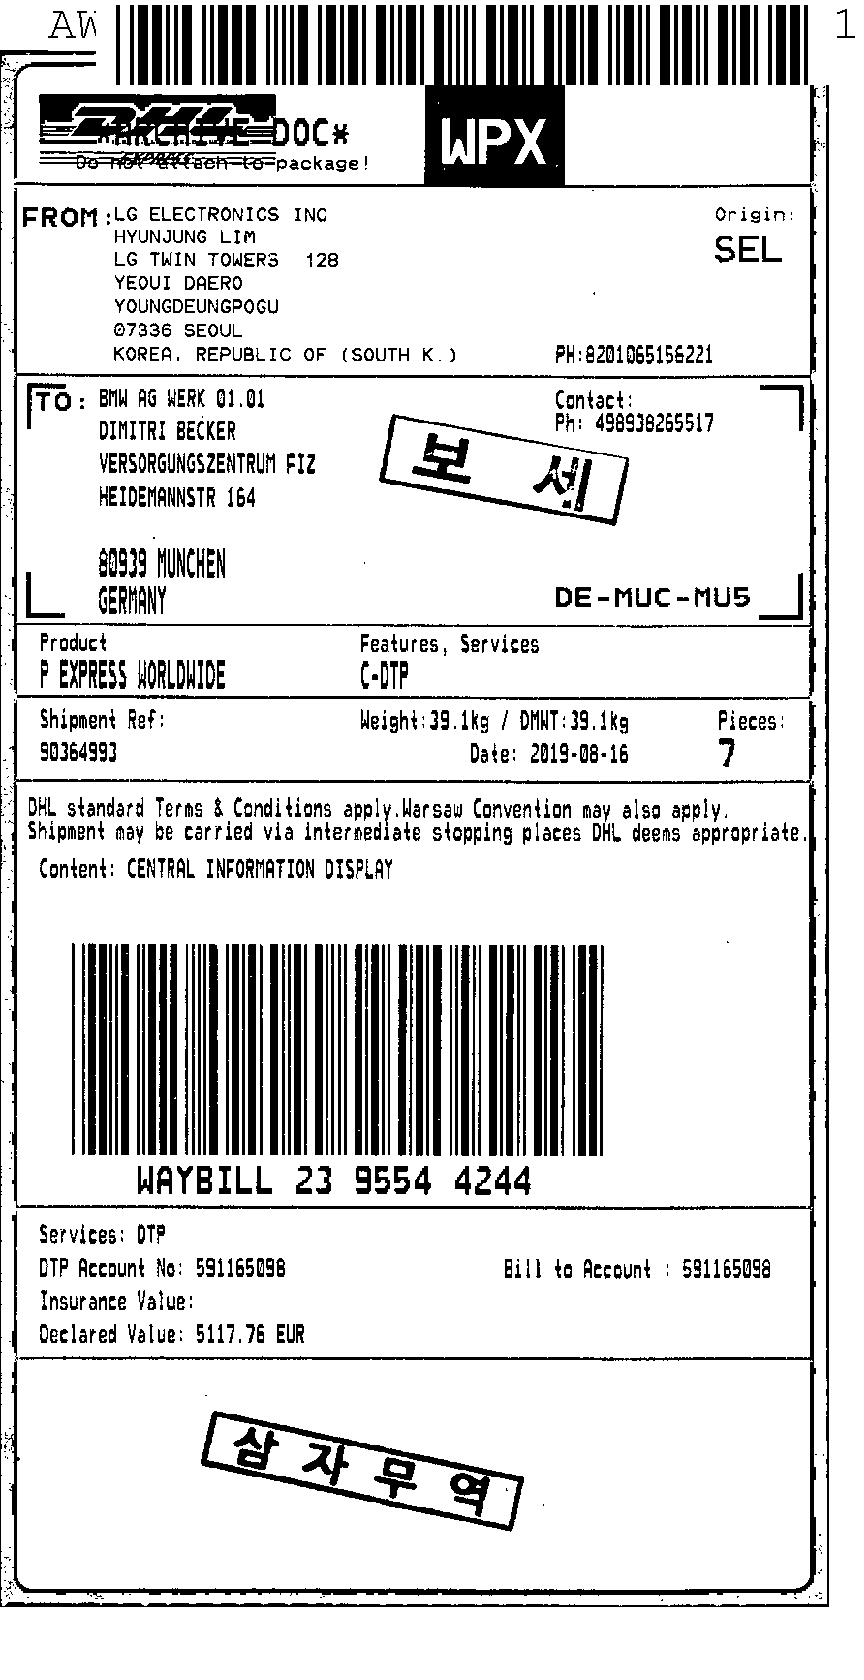 AW 1
DHL
*ARCHIVE DOC*
Do not attach to package!
WPX
FROM: LG ELECTRONICS INC
Origin:
HYUNJUNG LIM
SEL
LG TWIN TOWERS 128
YEOUI DAERO
YOUNGDEUNGPOGU
07336 SEOUL
KOREA, REPUBLIC OF (SOUTH K.) PH:8201065156221
TO: BMW AG WERK 01.01
Contact:
DIMITRI BECKER
Ph: 498938265517
VERSORGUNGSZENTRUM FIZ
보 세
HEIDEMANNSTR 164
80939 MUNCHEN
GERMANY
DE-MUC-MU5
Product
Features, Services
P EXPRESS WORLDWIDE
C-DTP
Shipment Ref:
Weight:39.1kg / DMWT:39.1kg
Pieces:
90364993
Date: 2019-08-16
7
DHL standard Terms & Conditions apply.Warsaw Convention may also apply.
Shipment may be carried via intermediate stopping places DHL deems appropriate.
Content: CENTRAL INFORMATION DISPLAY
WAYBILL 23 9554 4244
Services: DTP
DTP Account No: 591165098
Bill to Account : 591165098
Insurance Value:
Declared Value: 5117.76 EUR
삼 자 무 역